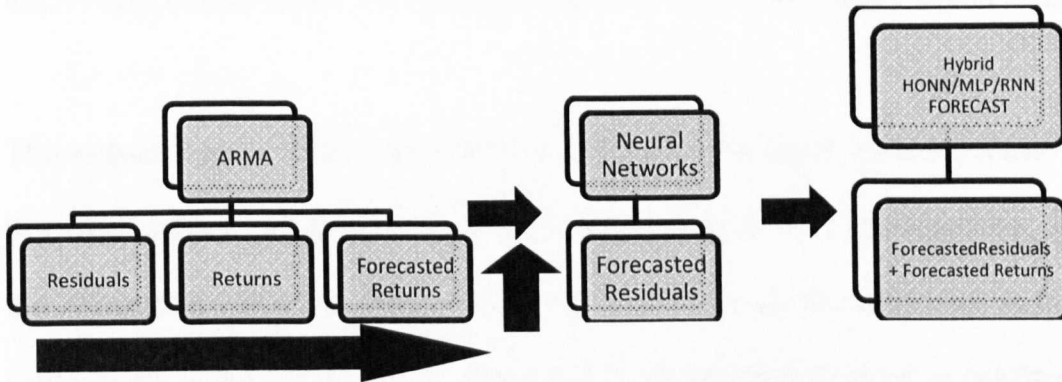 ARMA
Residuals
Returns
Forecasted
Returns
Neural
Networks
Forecasted
Residuals
Hybrid
HONN/MLP/RNN
FORECAST
ForecastedResiduals
+ Forecasted Returns